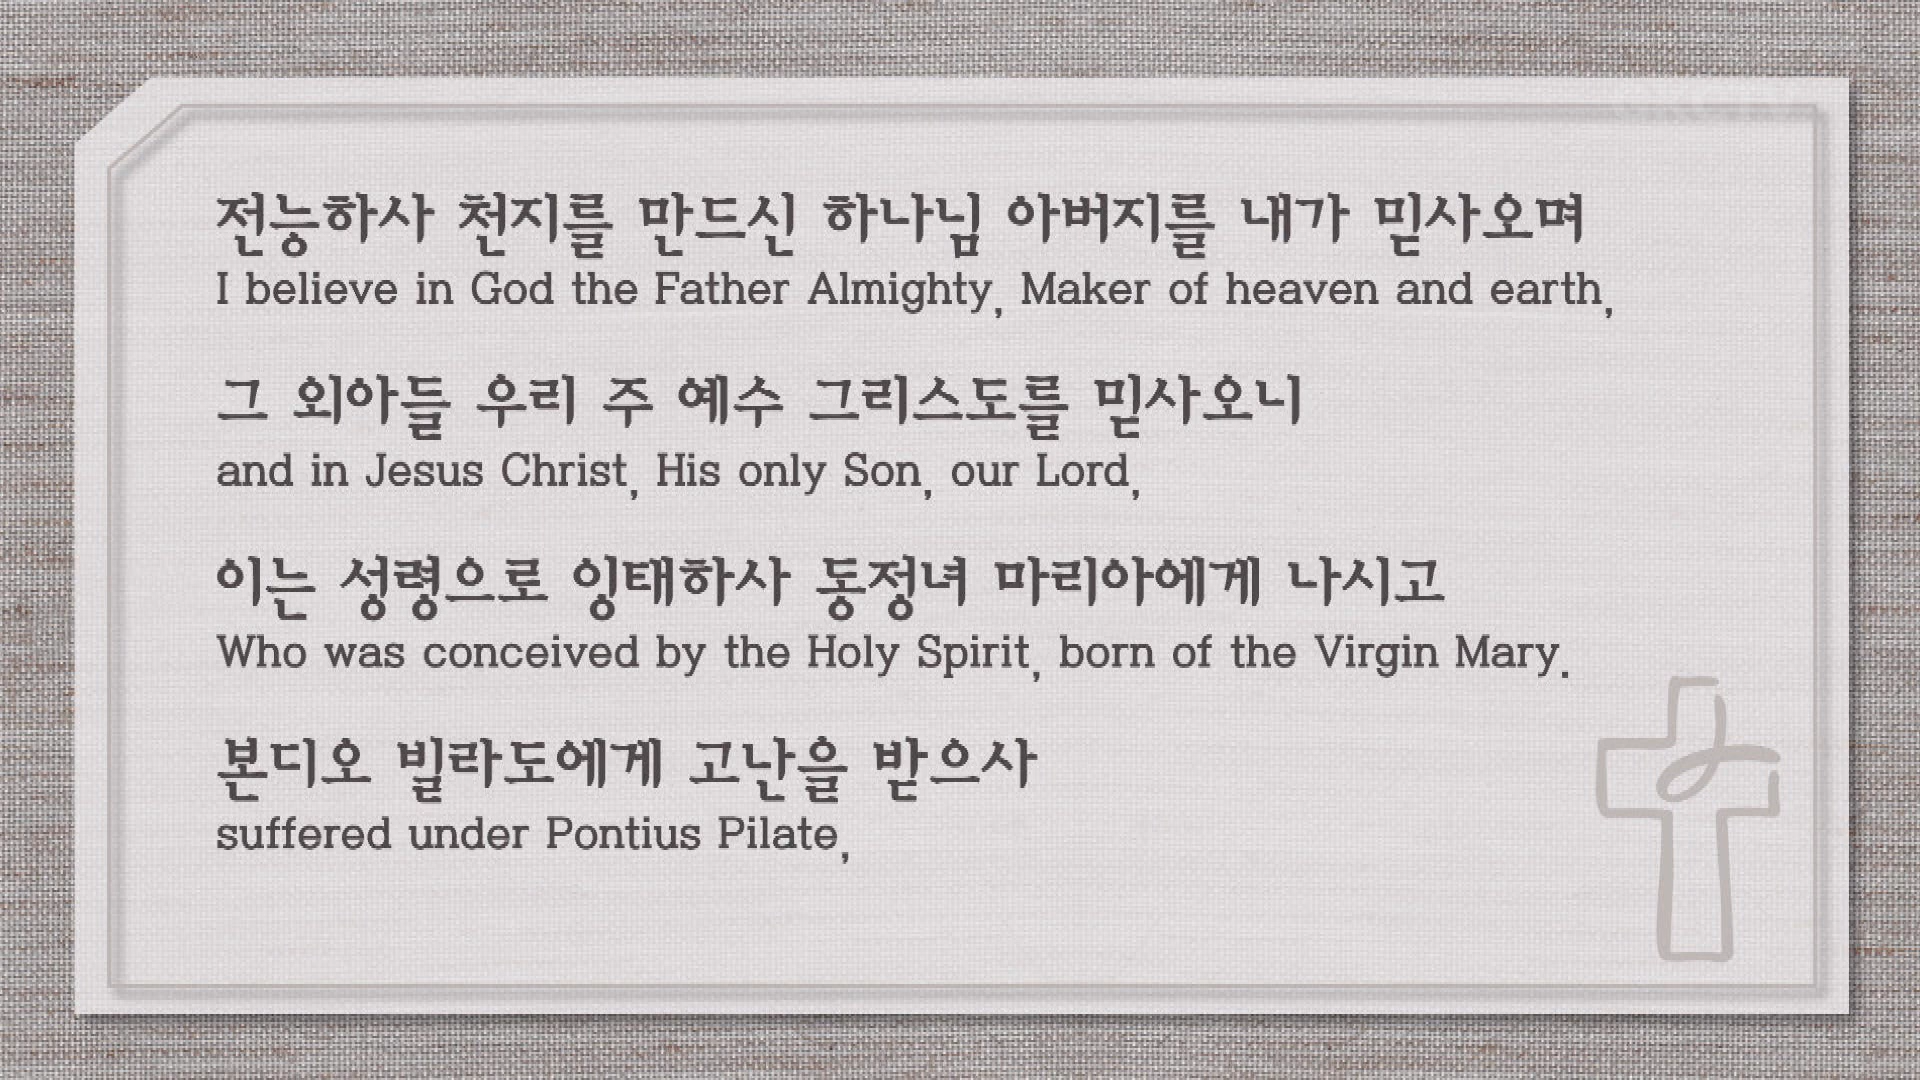 전능하사 천지를 만드신 하나님 아버지를 내가 믿사오며
I believe in God the Father Almighty, Maker of heaven and earth,
그 외아들 우리 주 예수 그리스도를 믿사오니
and in Jesus Christ, His only Son, our Lord,
이는 성령으로 잉태하사 동정녀 마리아에게 나시고
Who was conceived by the Holy Spirit, born of the Virgin Mary.
본디오 빌라도에게 고난을 받으사
suffered under Pontius Pilate,